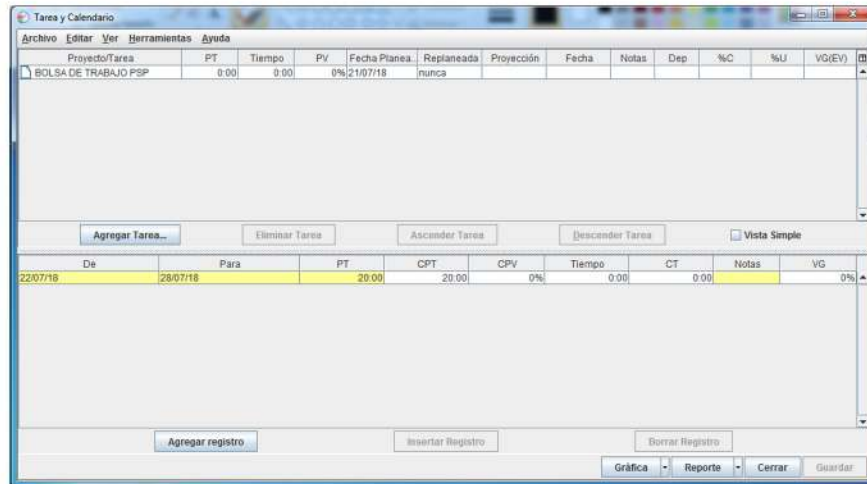 Tarea y Calendario
Archivo Editar Ver Herramientas Ayuda
Proyecto/Tarea PT Tiempo PV Fecha Planea... Replaneada Proyección Fecha Notas Dep %C %U VG(EV)
BOLSA DE TRABAJO PSP 0:00 0:00 0% 21/07/18 nunca
Agregar Tarea... Eliminar Tarea Ascender Tarea Descender Tarea Vista Simple
De Para PT CPT CPV Tiempo CT Notas VG
22/07/18 28/07/18 20:00 20:00 0% 0:00 0:00 0%
Agregar registro Insertar Registro Borrar Registro
Gráfica Reporte Cerrar Guardar